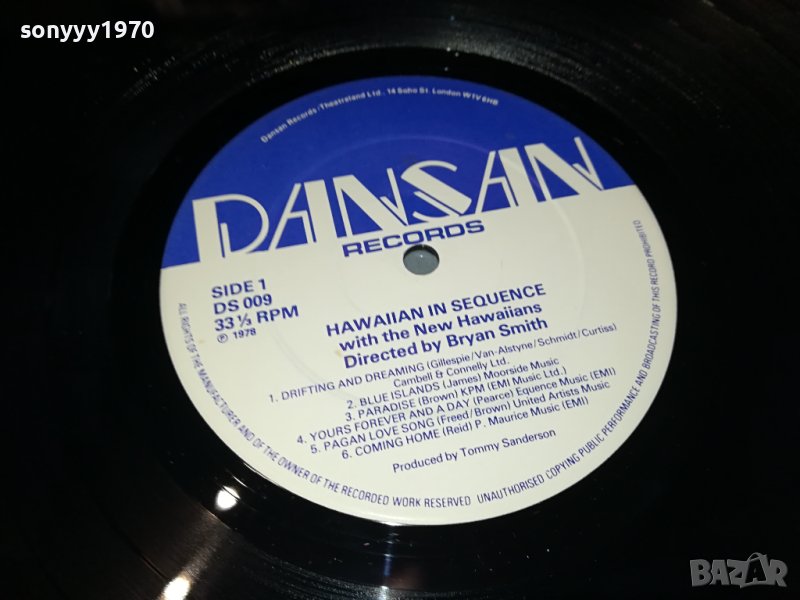 sonyyy1970
Dansan Records: Theatreland Ltd., 14 Soho St. London W1V 6HB
DANSAN
RECORDS
SIDE 1
DS 009
33 ⅓ RPM
℗ 1978
HAWAIIAN IN SEQUENCE
with the New Hawaiians
Directed by Bryan Smith
1. DRIFTING AND DREAMING (Gillespie/Van-Alstyne/Schmidt/Curtiss)
Cambell & Connelly Ltd.
2. BLUE ISLANDS (James) Moorside Music
3. PARADISE (Brown) KPM (EMI Music Ltd.)
4. YOURS FOREVER AND A DAY (Pearce) Equence Music (EMI)
5. PAGAN LOVE SONG (Freed/Brown) United Artists Music
6. COMING HOME (Reid) P. Maurice Music (EMI)
Produced by Tommy Sanderson
ALL RIGHTS OF THE MANUFACTURER AND OF THE OWNER OF THE RECORDED WORK RESERVED UNAUTHORISED COPYING PUBLIC PERFORMANCE AND BROADCASTING OF THIS RECORD PROHIBITED
BAZAR